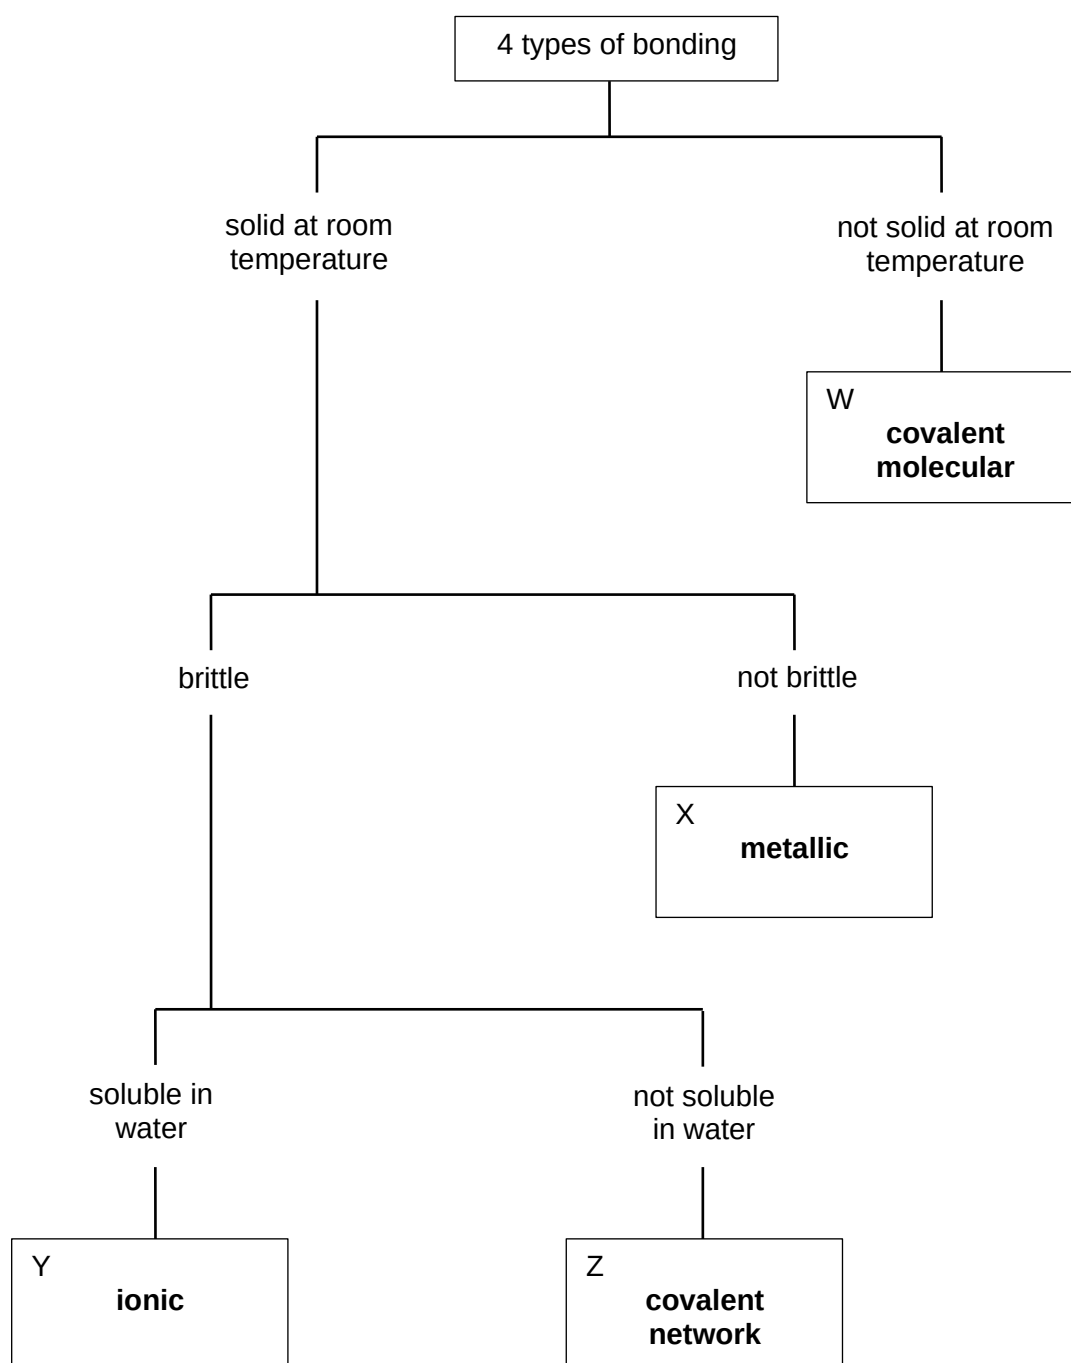 4 types of bonding
solid at room
temperature
not solid at room
temperature
W
covalent
molecular
brittle
not brittle
X
metallic
soluble in
water
not soluble
in water
Y
ionic
Z
covalent
network